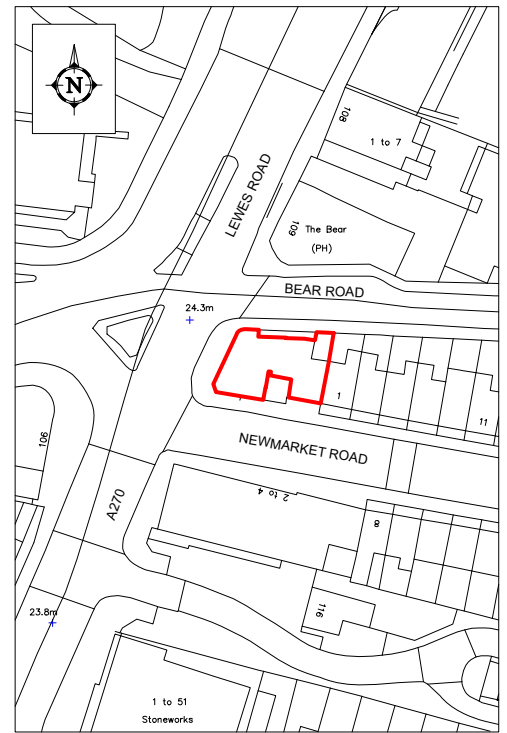 N
108
1 to 7
LEWES ROAD
109
The Bear
(PH)
BEAR ROAD
24.3m
1
11
106
NEWMARKET ROAD
2 to 4
A270
8
116
23.8m
1 to 51
Stoneworks